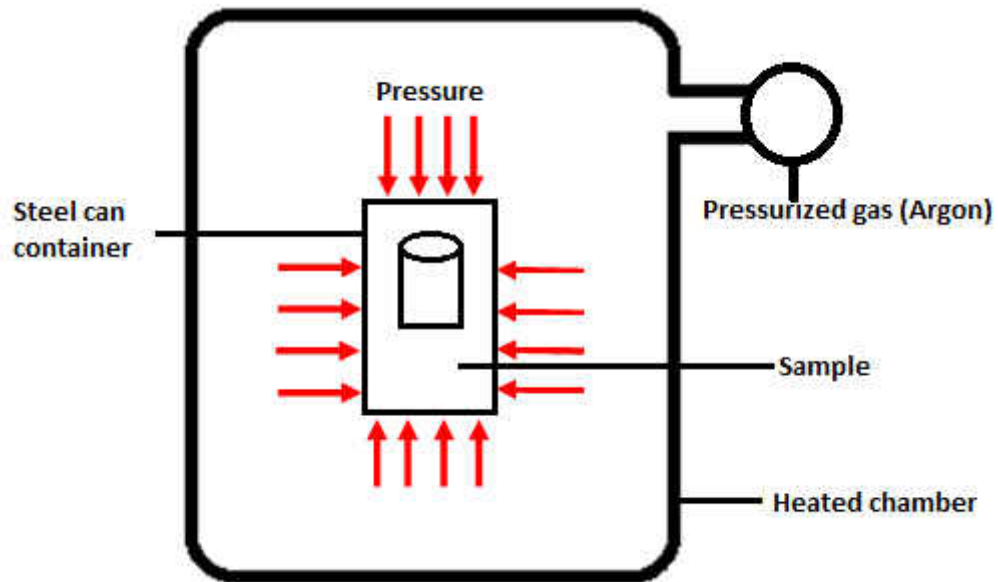 Pressure
Steel can
container
Pressurized gas (Argon)
Sample
Heated chamber